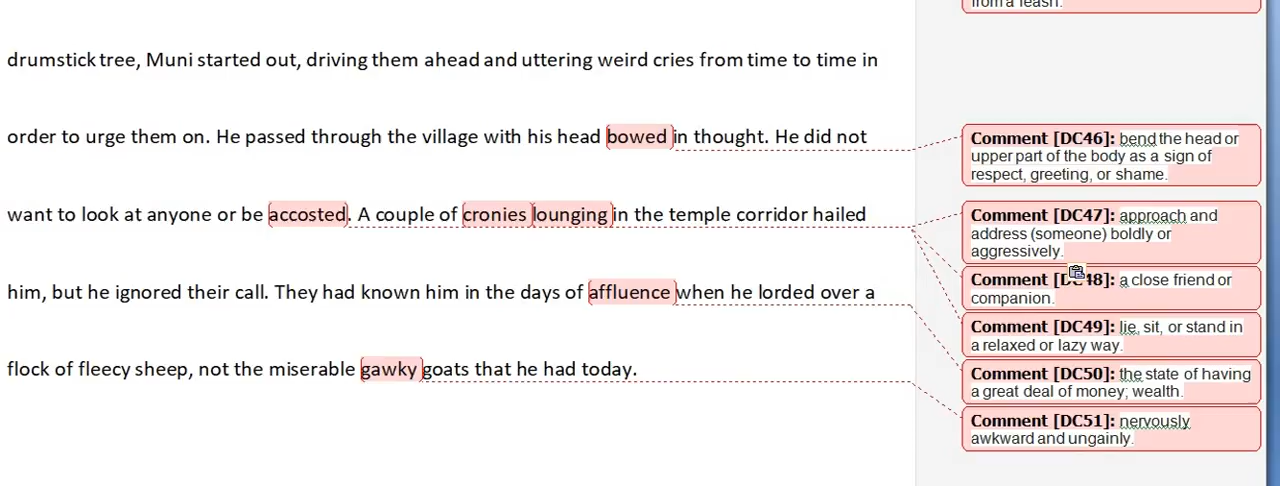 from a leash.
drumstick tree, Muni started out, driving them ahead and uttering weird cries from time to time in
order to urge them on. He passed through the village with his head bowed in thought. He did not
want to look at anyone or be accosted. A couple of cronies lounging in the temple corridor hailed
him, but he ignored their call. They had known him in the days of affluence when he lorded over a
flock of fleecy sheep, not the miserable gawky goats that he had today.
Comment [DC46]: bend the head or
upper part of the body as a sign of
respect, greeting, or shame.
Comment [DC47]: approach and
address (someone) boldly or
aggressively.
Comment [DC48]: a close friend or
companion.
Comment [DC49]: lie, sit, or stand in
a relaxed or lazy way.
Comment [DC50]: the state of having
a great deal of money; wealth.
Comment [DC51]: nervously
awkward and ungainly.